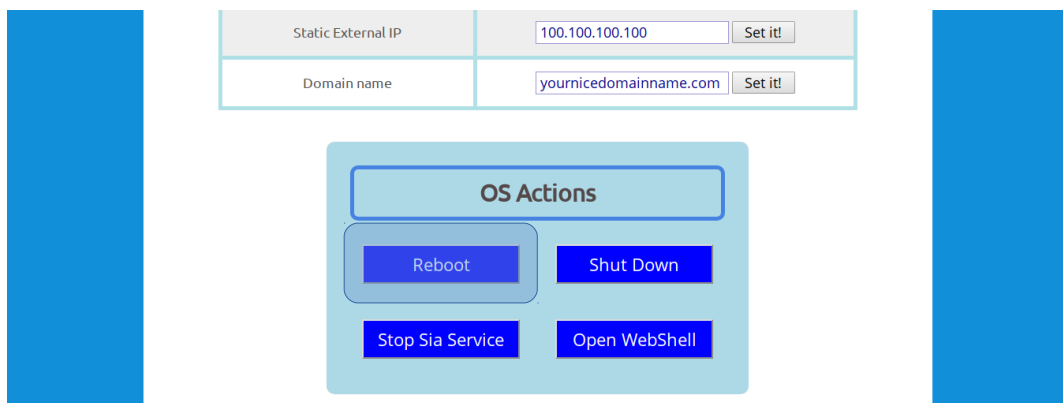 Static External IP 100.100.100.100 Set it!
Domain name yournicedomainname.com Set it!
OS Actions
Reboot Shut Down
Stop Sia Service Open WebShell